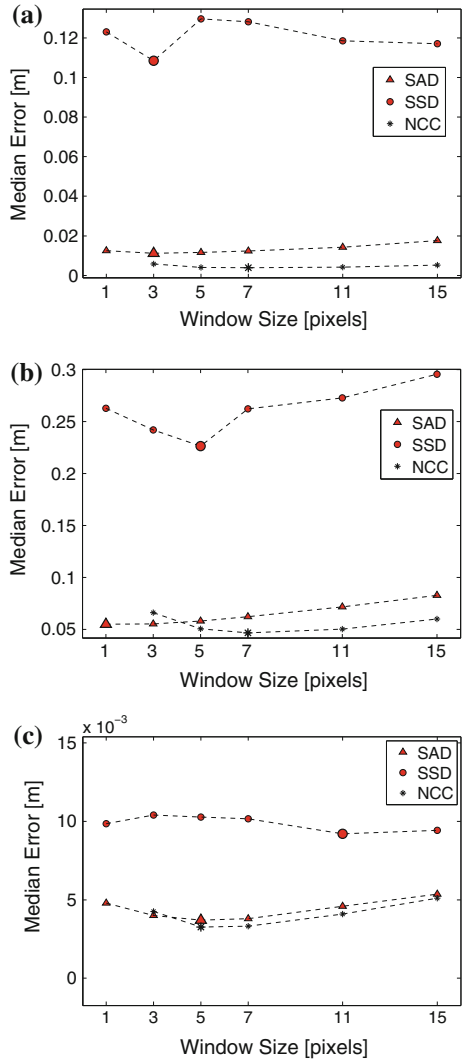 (a)
0.12
0.1
0.08
0.06
0.04
0.02
0
Median Error [m]
SAD
SSD
NCC
1 3 5 7 11 15
Window Size [pixels]
(b)
0.3
0.25
0.2
0.15
0.1
0.05
Median Error [m]
SAD
SSD
NCC
1 3 5 7 11 15
Window Size [pixels]
(c)
x 10⁻³
15
10
5
0
Median Error [m]
SAD
SSD
NCC
1 3 5 7 11 15
Window Size [pixels]